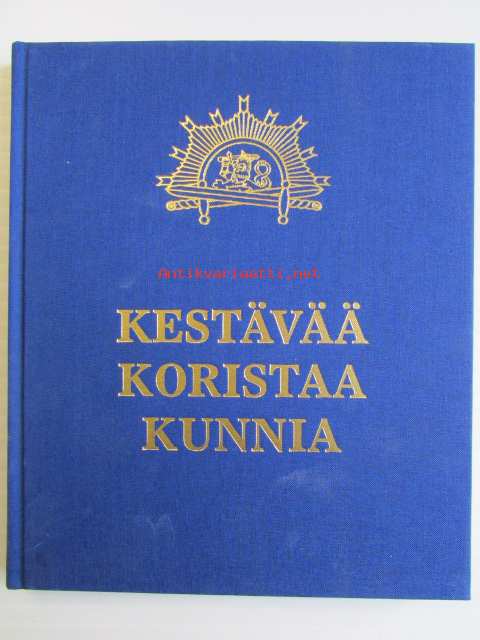 Antikvariaatti.net
KESTÄVÄÄ
KORISTAA
KUNNIA